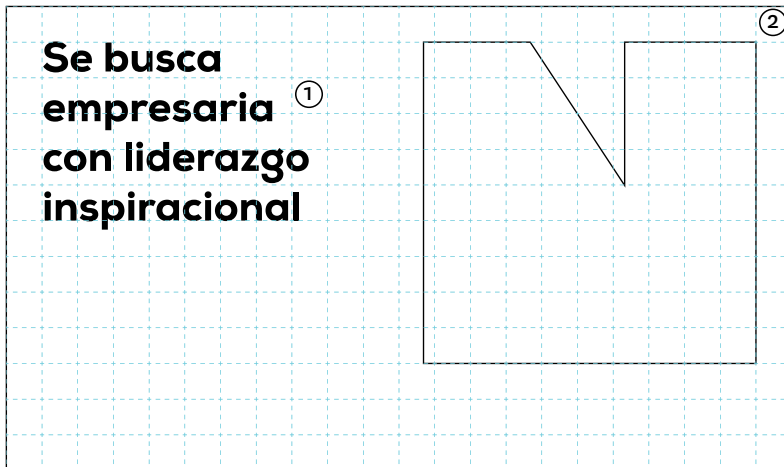 Se busca
empresaria
con liderazgo
inspiracional
1
2